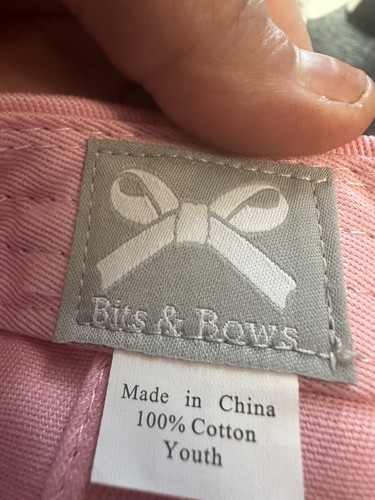 Bits & Bows
Made in China
100% Cotton
Youth